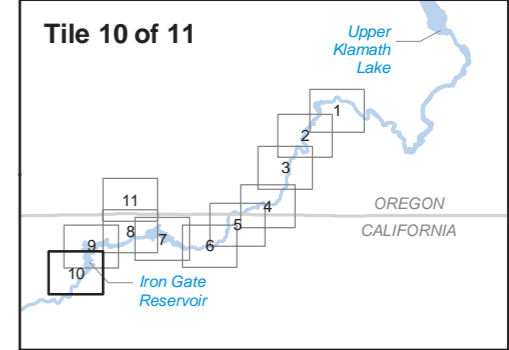 Tile 10 of 11
Upper
Klamath
Lake
1
2
3
4
5
6
7
8
9
10
11
OREGON
CALIFORNIA
Iron Gate
Reservoir